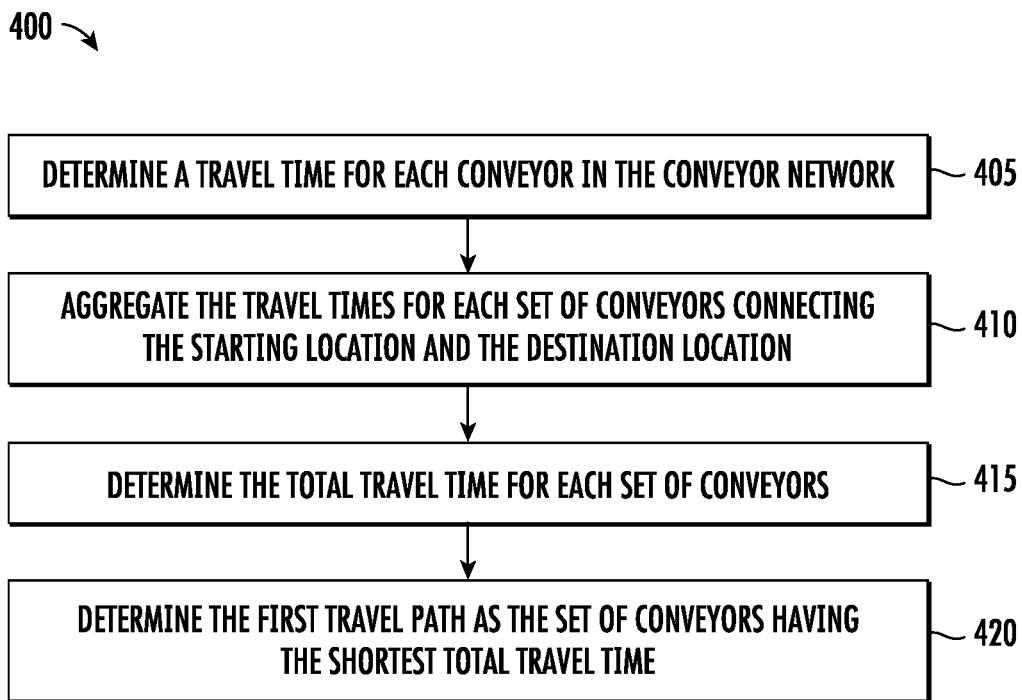 400
DETERMINE A TRAVEL TIME FOR EACH CONVEYOR IN THE CONVEYOR NETWORK
405
AGGREGATE THE TRAVEL TIMES FOR EACH SET OF CONVEYORS CONNECTING
THE STARTING LOCATION AND THE DESTINATION LOCATION
410
DETERMINE THE TOTAL TRAVEL TIME FOR EACH SET OF CONVEYORS
415
DETERMINE THE FIRST TRAVEL PATH AS THE SET OF CONVEYORS HAVING
THE SHORTEST TOTAL TRAVEL TIME
420